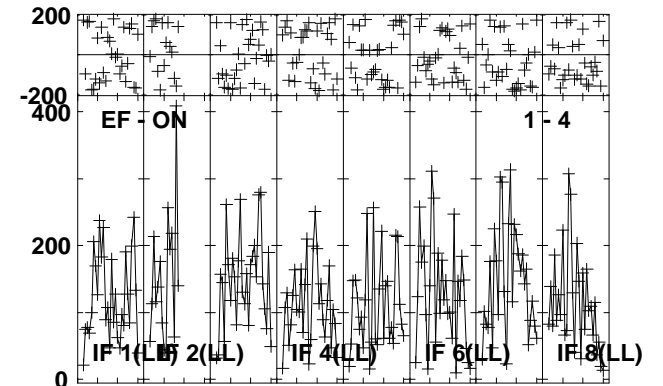 200
-200
400
EF - ON 1 - 4
200
0
IF 1(LL) IF 2(LL) IF 4(LL) IF 6(LL) IF 8(LL)